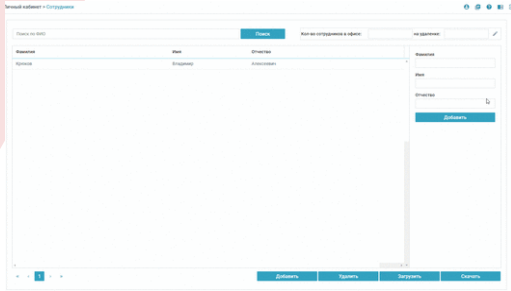 Личный кабинет > Сотрудники
Поиск по ФИО
Поиск
Кол-во сотрудников в офисе:
на удаленке:
Фамилия
Имя
Отчество
Крюков
Владимир
Алексеевич
Фамилия
Имя
Отчество
Добавить
« ‹ 1 › »
Добавить
Удалить
Загрузить
Скачать